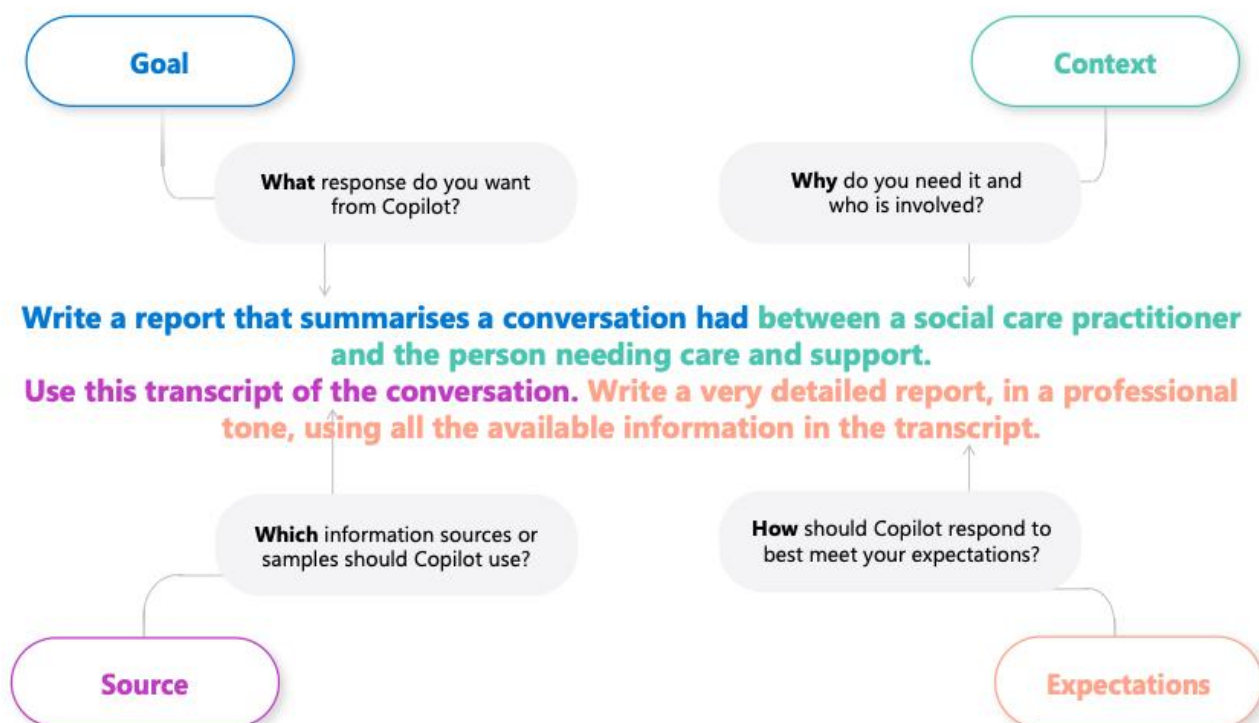 Goal
Context
What response do you want
from Copilot?
Why do you need it and
who is involved?
Write a report that summarises a conversation had between a social care practitioner
and the person needing care and support.
Use this transcript of the conversation. Write a very detailed report, in a professional
tone, using all the available information in the transcript.
Which information sources or
samples should Copilot use?
How should Copilot respond to
best meet your expectations?
Source
Expectations